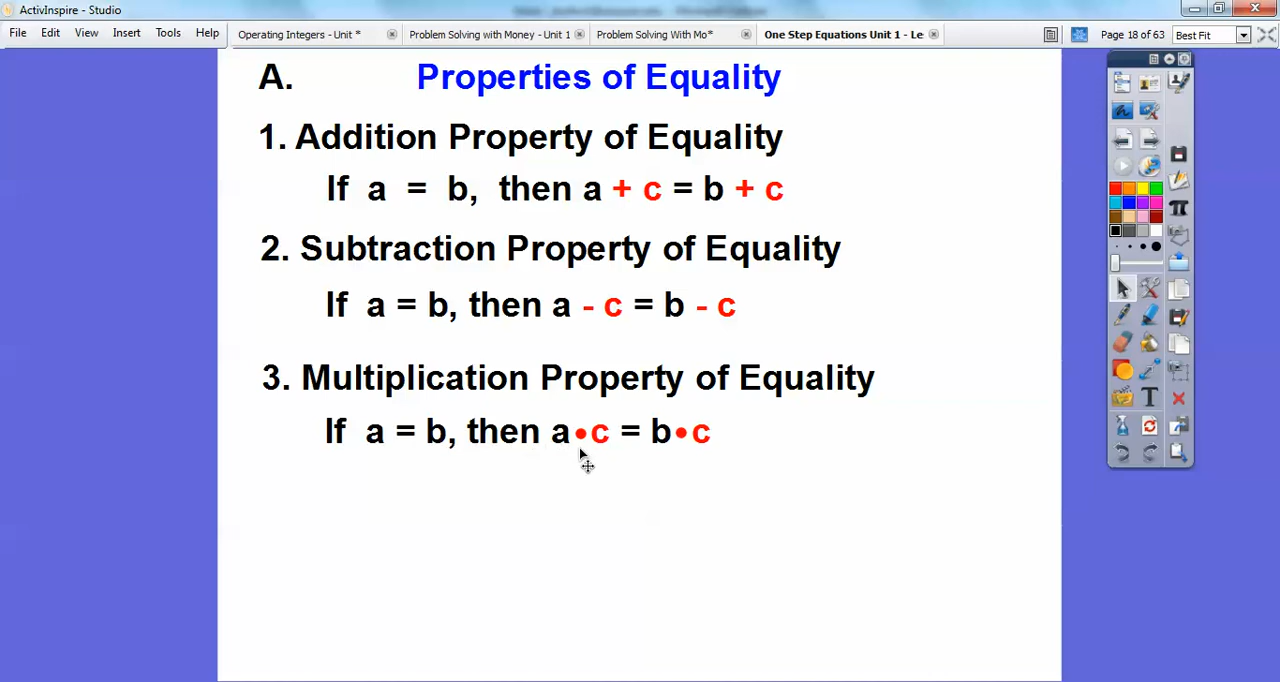 ActivInspire - Studio
File Edit View Insert Tools Help
Operating Integers - Unit *
Problem Solving with Money - Unit 1
Problem Solving With Mo*
One Step Equations Unit 1 - Le
Page 18 of 63
Best Fit
A. Properties of Equality
1. Addition Property of Equality
If a = b, then a + c = b + c
2. Subtraction Property of Equality
If a = b, then a - c = b - c
3. Multiplication Property of Equality
If a = b, then a•c = b•c